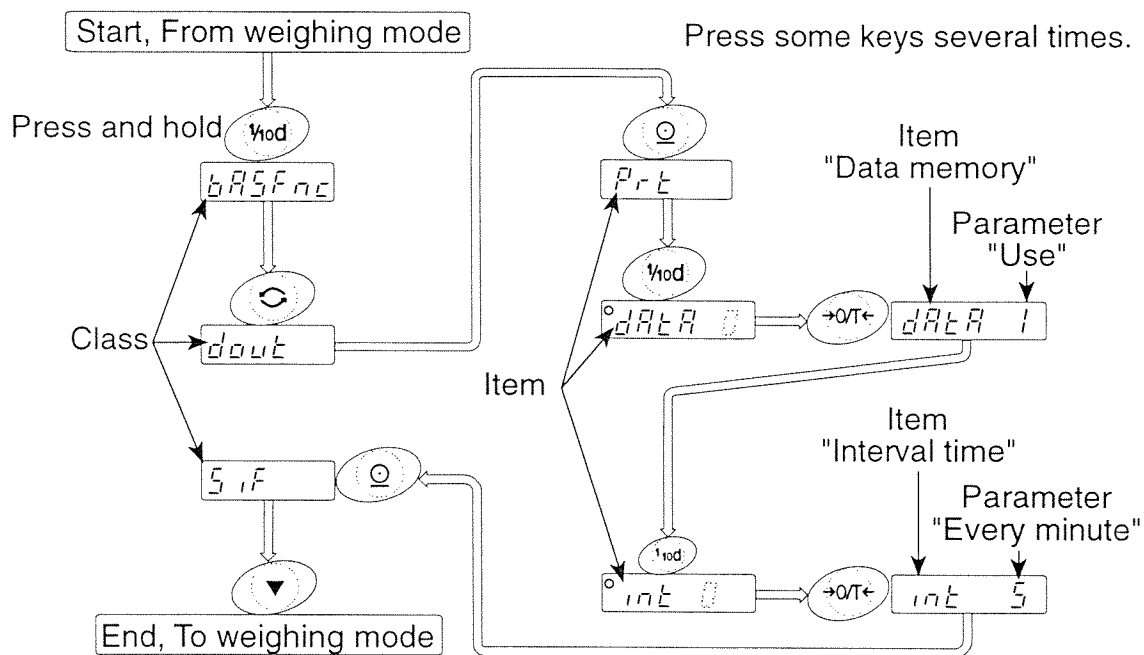 Start, From weighing mode
Press some keys several times.
Press and hold
1/10d
bASFnc
Class
dout
Prt
1/10d
Item
dAtA 0
→0/T←
Item
"Data memory"
Parameter
"Use"
dAtA 1
SiF
▼
End, To weighing mode
1/10d
int 0
→0/T←
Item
"Interval time"
Parameter
"Every minute"
int 5